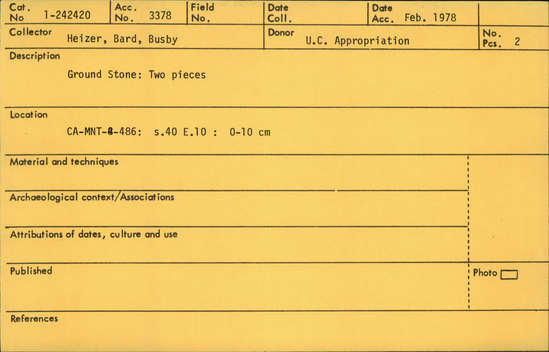 Cat. No 1-242420 Acc. No. 3378 Field No. Date Coll. Date Acc. Feb. 1978
Collector Heizer, Bard, Busby Donor U.C. Appropriation No. Pcs. 2
Description
Ground Stone: Two pieces
Location
CA-MNT-486: s.40 E.10 : 0-10 cm
Material and techniques
Archaeological context/Associations
Attributions of dates, culture and use
Published Photo
References